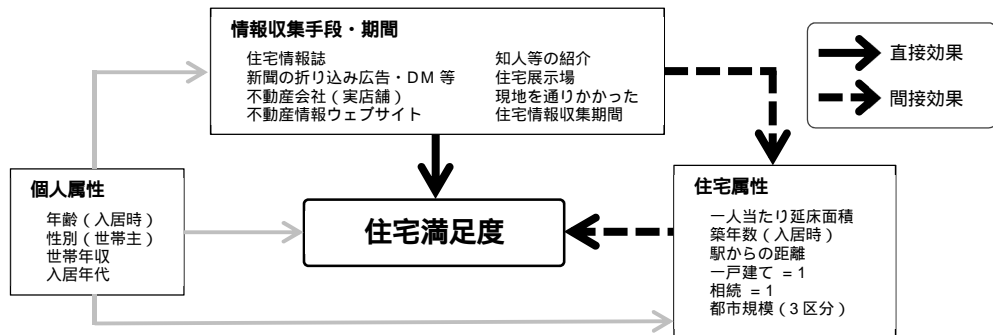 情報収集手段・期間
住宅情報誌
新聞の折り込み広告・DM 等
不動産会社(実店舗)
不動産情報ウェブサイト
知人等の紹介
住宅展示場
現地を通りかかった
住宅情報収集期間
直接効果
間接効果
個人属性
年齢(入居時)
性別(世帯主)
世帯年収
入居年代
住宅満足度
住宅属性
一人当たり延床面積
築年数(入居時)
駅からの距離
一戸建て = 1
相続 = 1
都市規模(3区分)